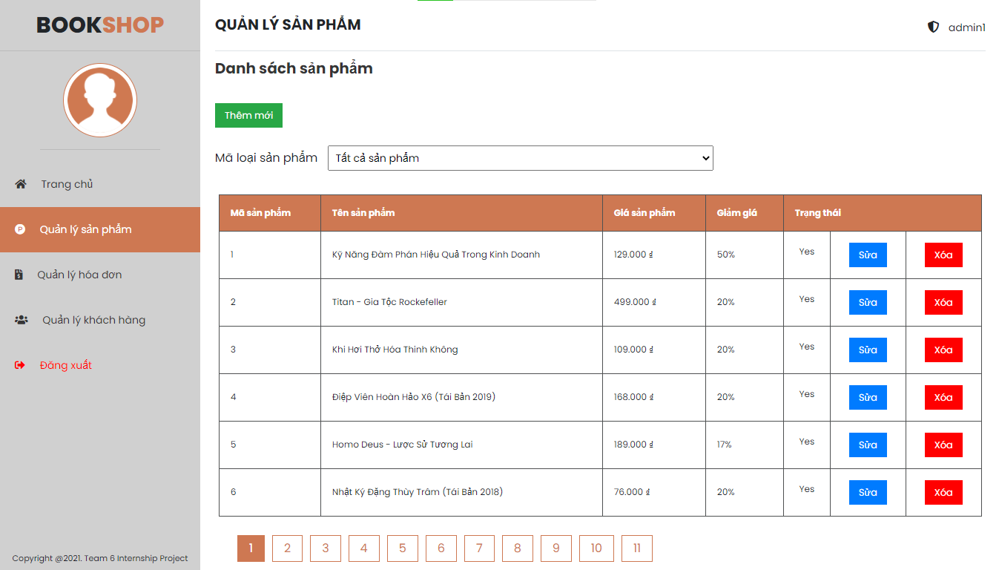 BOOKSHOP
Trang chủ
Quản lý sản phẩm
Quản lý hóa đơn
Quản lý khách hàng
Đăng xuất
Copyright @2021. Team 6 Internship Project
QUẢN LÝ SẢN PHẨM
admin1
Danh sách sản phẩm
Thêm mới
Mã loại sản phẩm Tất cả sản phẩm
Mã sản phẩm Tên sản phẩm Giá sản phẩm Giảm giá Trạng thái
1 Kỹ Năng Đàm Phán Hiệu Quả Trong Kinh Doanh 129.000 ₫ 50% Yes Sửa Xóa
2 Titan - Gia Tộc Rockefeller 499.000 ₫ 20% Yes Sửa Xóa
3 Khi Hơi Thở Hóa Thinh Không 109.000 ₫ 20% Yes Sửa Xóa
4 Điệp Viên Hoàn Hảo X6 (Tái Bản 2019) 168.000 ₫ 20% Yes Sửa Xóa
5 Homo Deus - Lược Sử Tương Lai 189.000 ₫ 17% Yes Sửa Xóa
6 Nhật Ký Đặng Thùy Trâm (Tái Bản 2018) 76.000 ₫ 20% Yes Sửa Xóa
1 2 3 4 5 6 7 8 9 10 11